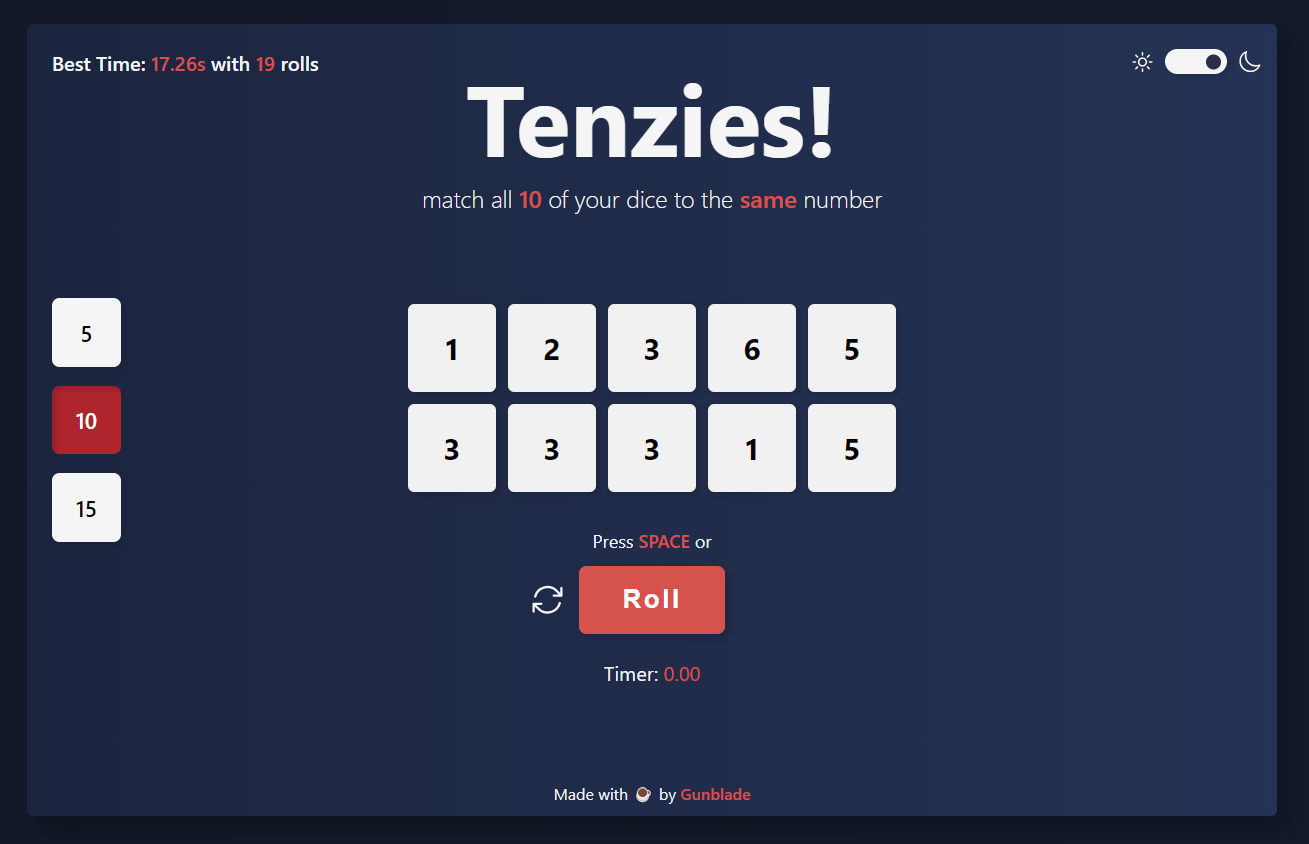 Best Time: 17.26s with 19 rolls
Tenzies!
match all 10 of your dice to the same number
5
10
15
1 2 3 6 5
3 3 3 1 5
Press SPACE or
Roll
Timer: 0.00
Made with ☕ by Gunblade